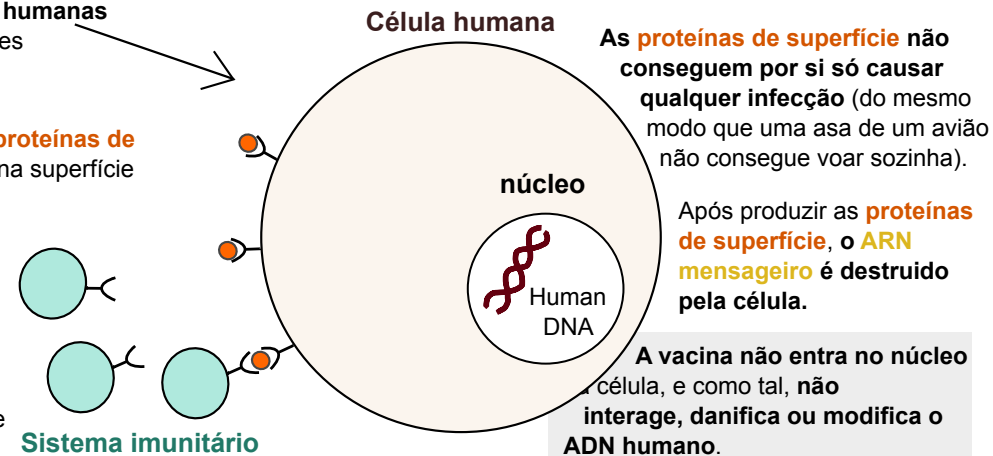 humanas
es
proteínas de
na superfície
e
Sistema imunitário
Célula humana
núcleo
Human
DNA
As proteínas de superfície não
conseguem por si só causar
qualquer infecção (do mesmo
modo que uma asa de um avião
não consegue voar sozinha).
Após produzir as proteínas
de superfície, o ARN
mensageiro é destruido
pela célula.
A vacina não entra no núcleo
célula, e como tal, não
interage, danifica ou modifica o
ADN humano.